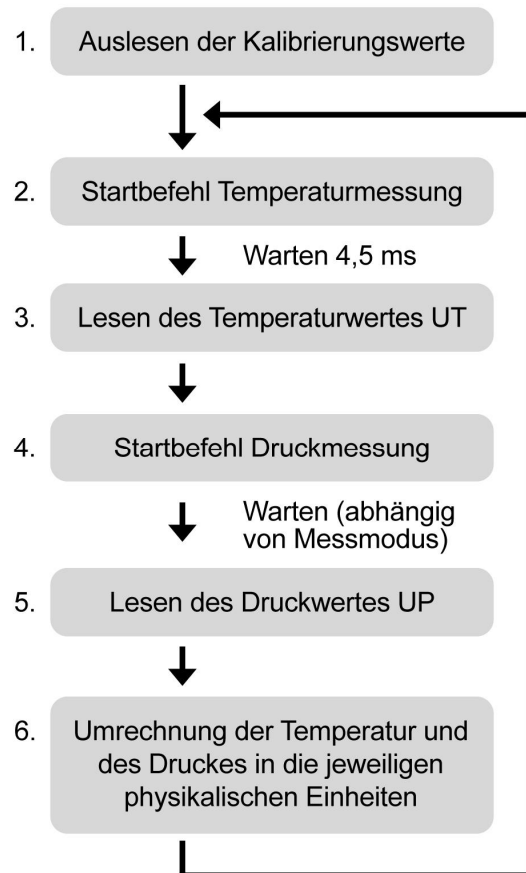 1. Auslesen der Kalibrierungswerte
2. Startbefehl Temperaturmessung
Warten 4,5 ms
3. Lesen des Temperaturwertes UT
4. Startbefehl Druckmessung
Warten (abhängig
von Messmodus)
5. Lesen des Druckwertes UP
6. Umrechnung der Temperatur und
des Druckes in die jeweiligen
physikalischen Einheiten